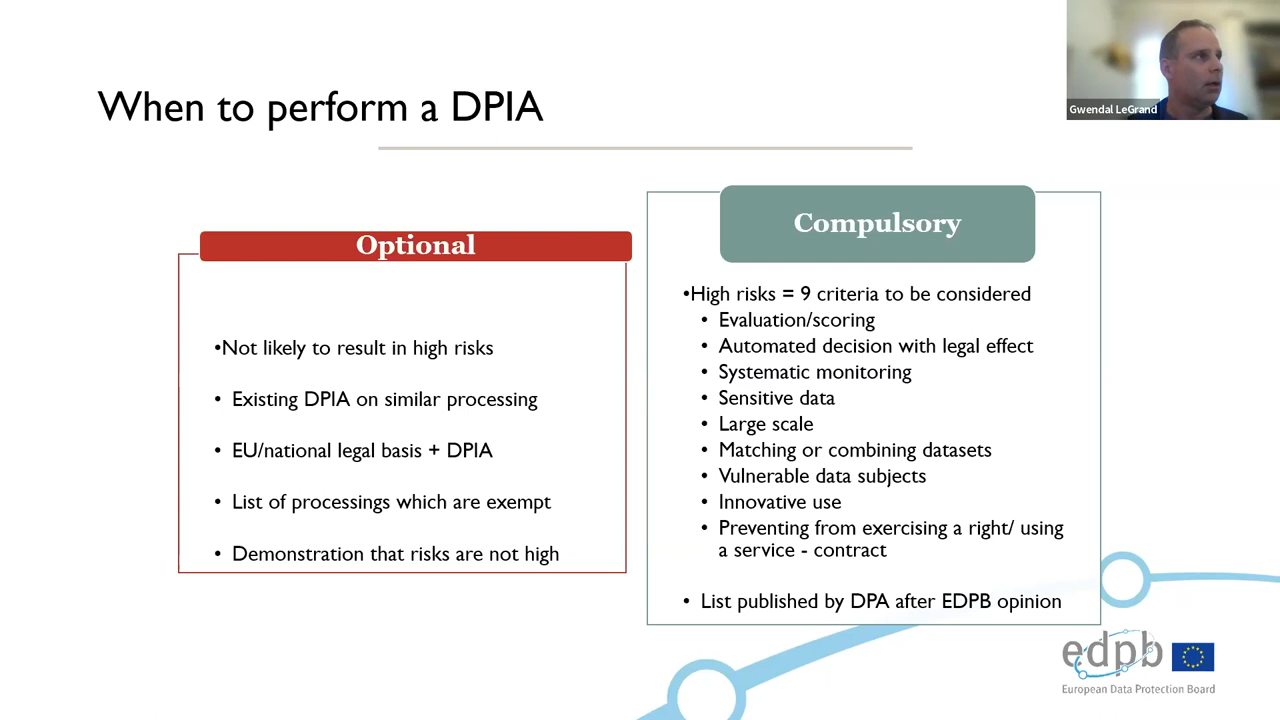 Gwendal LeGrand
When to perform a DPIA
Optional
•Not likely to result in high risks
• Existing DPIA on similar processing
• EU/national legal basis + DPIA
• List of processings which are exempt
• Demonstration that risks are not high
Compulsory
•High risks = 9 criteria to be considered
• Evaluation/scoring
• Automated decision with legal effect
• Systematic monitoring
• Sensitive data
• Large scale
• Matching or combining datasets
• Vulnerable data subjects
• Innovative use
• Preventing from exercising a right/ using
a service - contract
• List published by DPA after EDPB opinion
edpb
European Data Protection Board